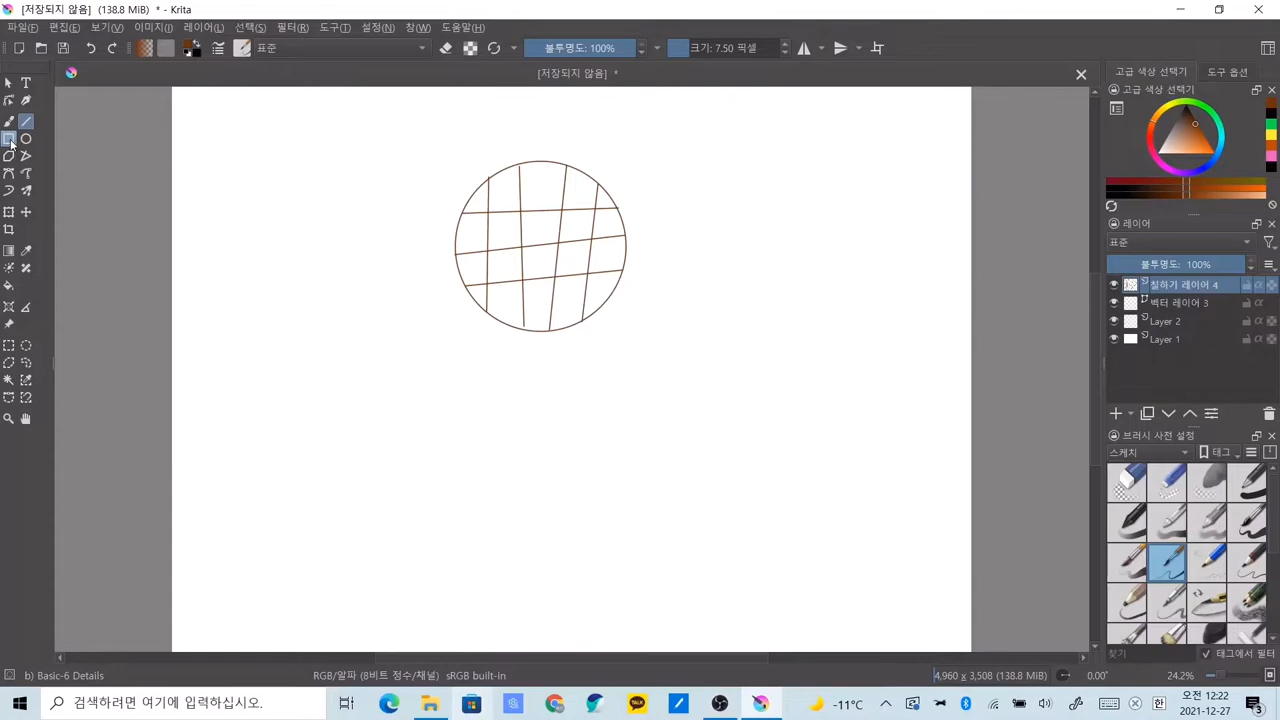 [저장되지 않음] (138.8 MiB) * - Krita
파일(F) 편집(E) 보기(V) 이미지(I) 레이어(L) 선택(S) 필터(R) 도구(T) 설정(N) 창(W) 도움말(H)
표준 불투명도: 100% 크기: 7.50 픽셀
[저장되지 않음] *
고급 색상 선택기 도구 옵션
고급 색상 선택기
레이어
표준
불투명도: 100%
칠하기 레이어 4
벡터 레이어 3
Layer 2
Layer 1
브러시 사전 설정
스케치 태그
찾기 태그에서 필터
b) Basic-6 Details RGB/알파 (8비트 정수/채널) sRGB built-in 4,960 x 3,508 (138.8 MiB) 0.00° 24.2%
검색하려면 여기에 입력하십시오. TALK -11°C 한 오전 12:22
2021-12-27 3